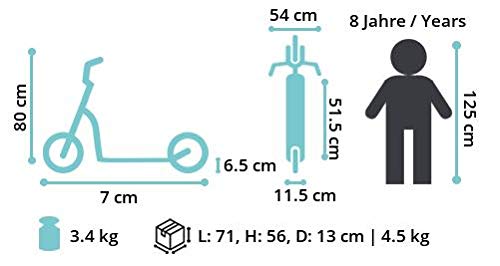 54 cm
8 Jahre / Years
80 cm
51.5 cm
125 cm
6.5 cm
7 cm
11.5 cm
3.4 kg
L: 71, H: 56, D: 13 cm | 4.5 kg